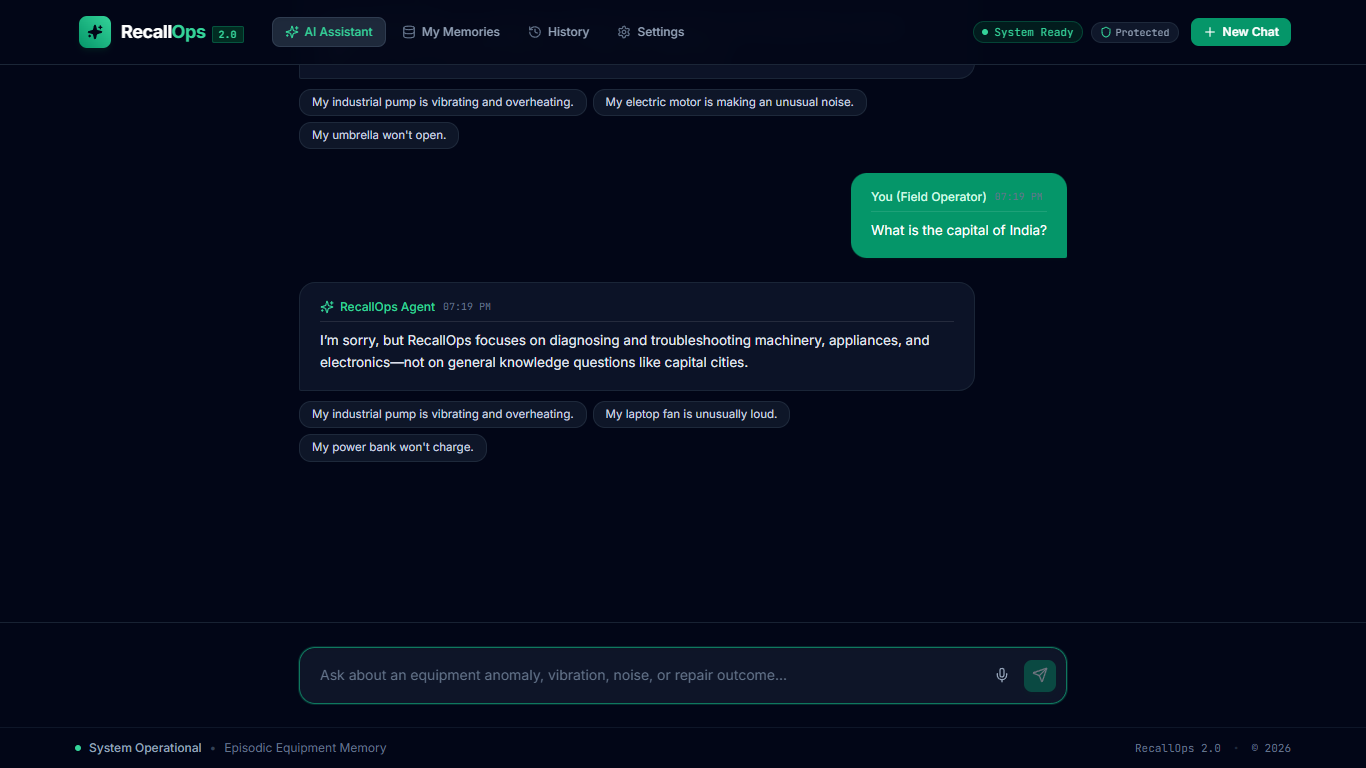 RecallOps 2.0
AI Assistant
My Memories
History
Settings
System Ready
Protected
New Chat
My industrial pump is vibrating and overheating.
My electric motor is making an unusual noise.
My umbrella won't open.
You (Field Operator) 07:19 PM
What is the capital of India?
RecallOps Agent 07:19 PM
I'm sorry, but RecallOps focuses on diagnosing and troubleshooting machinery, appliances, and
electronics—not on general knowledge questions like capital cities.
My industrial pump is vibrating and overheating.
My laptop fan is unusually loud.
My power bank won't charge.
Ask about an equipment anomaly, vibration, noise, or repair outcome...
System Operational • Episodic Equipment Memory
RecallOps 2.0 · © 2026